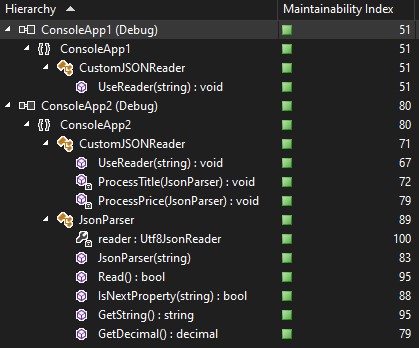 Hierarchy Maintainability Index
ConsoleApp1 (Debug) 51
{} ConsoleApp1 51
CustomJSONReader 51
UseReader(string) : void 51
ConsoleApp2 (Debug) 80
{} ConsoleApp2 80
CustomJSONReader 71
UseReader(string) : void 67
ProcessTitle(JsonParser) : void 72
ProcessPrice(JsonParser) : void 79
JsonParser 89
reader : Utf8JsonReader 100
JsonParser(string) 83
Read() : bool 95
IsNextProperty(string) : bool 88
GetString() : string 95
GetDecimal() : decimal 79